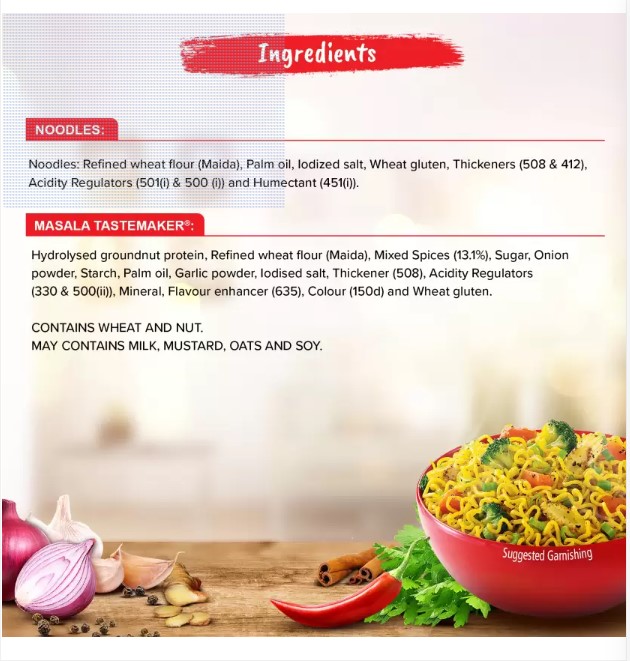 Ingredients
NOODLES:
Noodles: Refined wheat flour (Maida), Palm oil, Iodized salt, Wheat gluten, Thickeners (508 & 412),
Acidity Regulators (501(i) & 500 (i)) and Humectant (451(i)).
MASALA TASTEMAKER®:
Hydrolysed groundnut protein, Refined wheat flour (Maida), Mixed Spices (13.1%), Sugar, Onion
powder, Starch, Palm oil, Garlic powder, Iodised salt, Thickener (508), Acidity Regulators
(330 & 500(ii)), Mineral, Flavour enhancer (635), Colour (150d) and Wheat gluten.
CONTAINS WHEAT AND NUT.
MAY CONTAINS MILK, MUSTARD, OATS AND SOY.
Suggested Garnishing